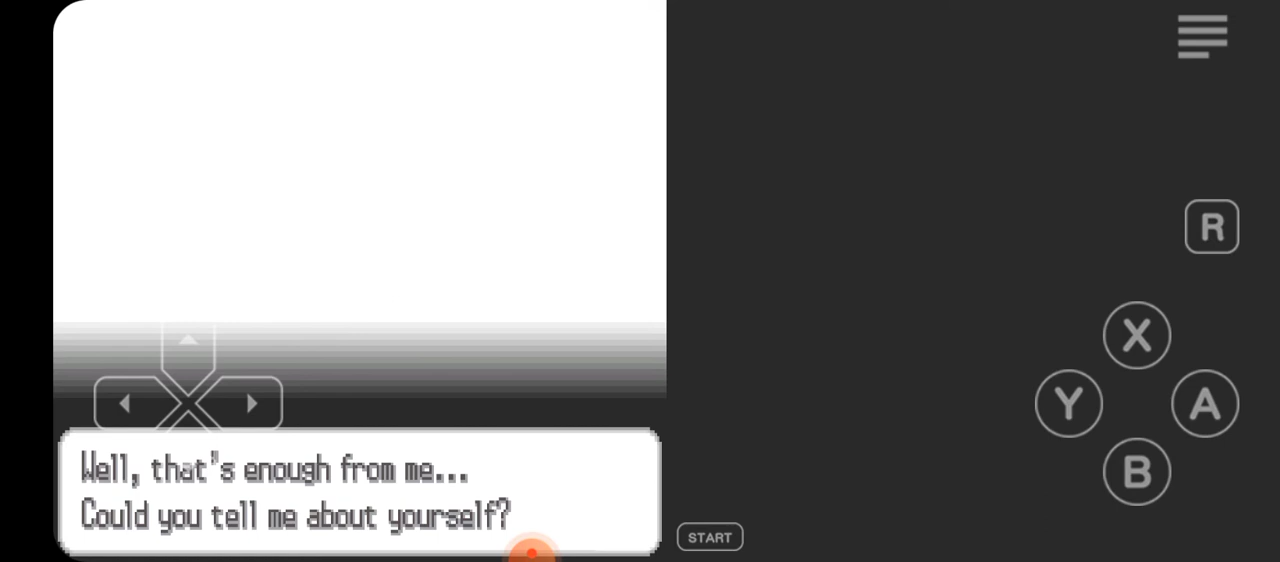 R
X
Y
A
B
Well, that's enough from me...
Could you tell me about yourself?
START